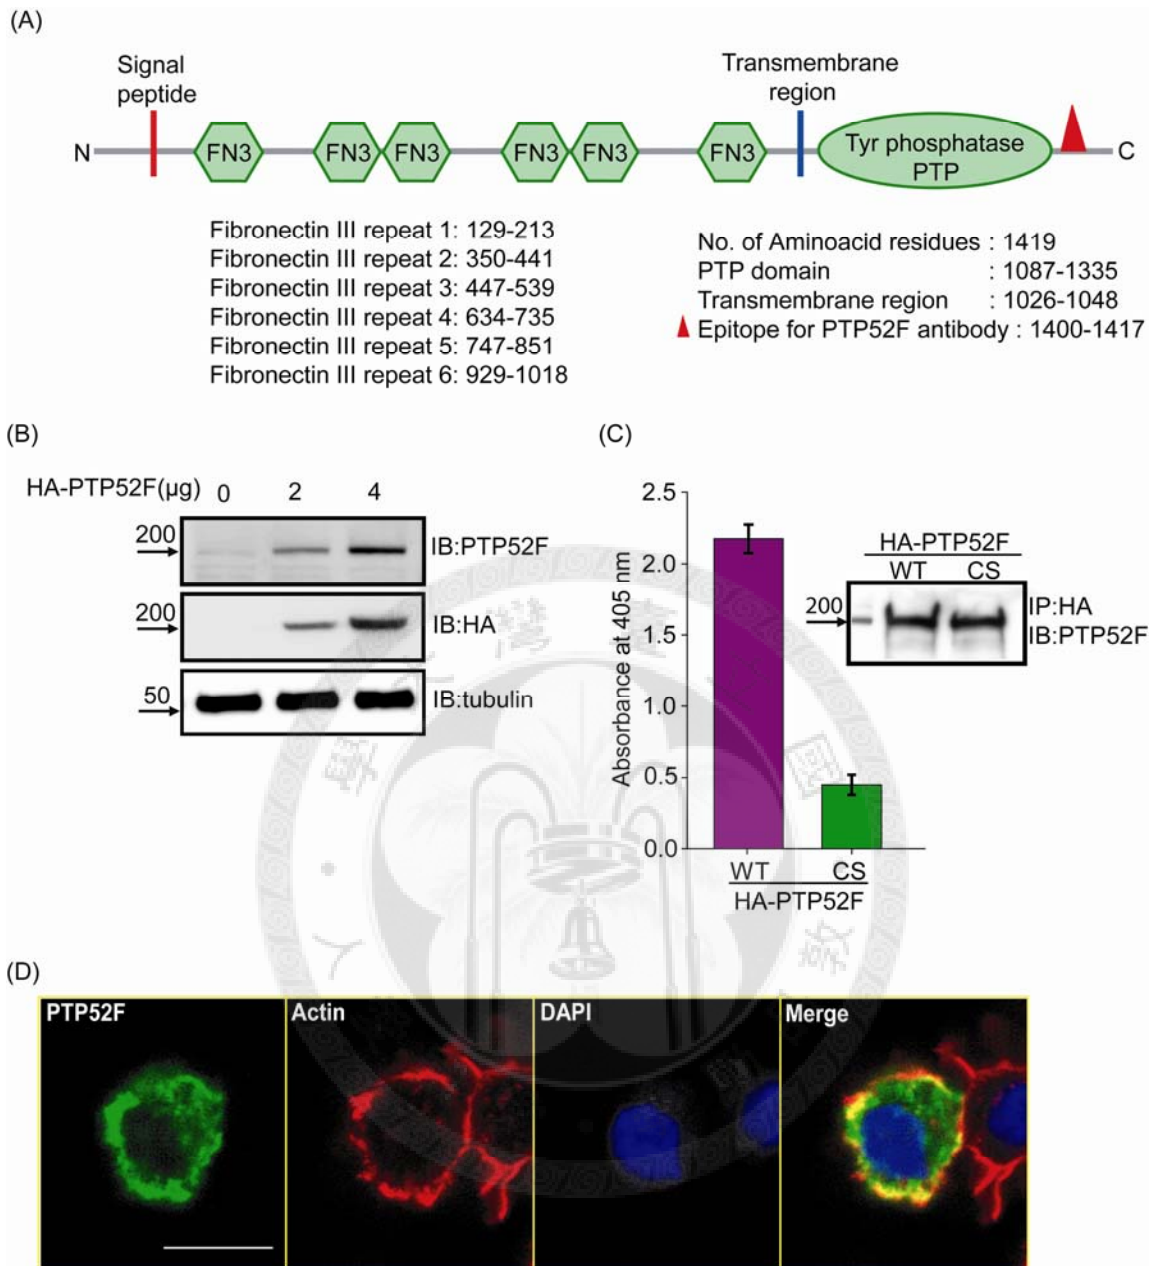 (A)
Signal
peptide
Transmembrane
region
N
FN3
FN3
FN3
FN3
FN3
FN3
Tyr phosphatase
PTP
C
Fibronectin III repeat 1: 129-213
Fibronectin III repeat 2: 350-441
Fibronectin III repeat 3: 447-539
Fibronectin III repeat 4: 634-735
Fibronectin III repeat 5: 747-851
Fibronectin III repeat 6: 929-1018
No. of Aminoacid residues : 1419
PTP domain : 1087-1335
Transmembrane region : 1026-1048
Epitope for PTP52F antibody : 1400-1417
(B)
HA-PTP52F(µg) 0 2 4
200
IB:PTP52F
200
IB:HA
50
IB:tubulin
(C)
Absorbance at 405 nm
2.5
2.0
1.5
1.0
0.5
0.0
WT CS
HA-PTP52F
HA-PTP52F
WT CS
200
IP:HA
IB:PTP52F
(D)
PTP52F
Actin
DAPI
Merge